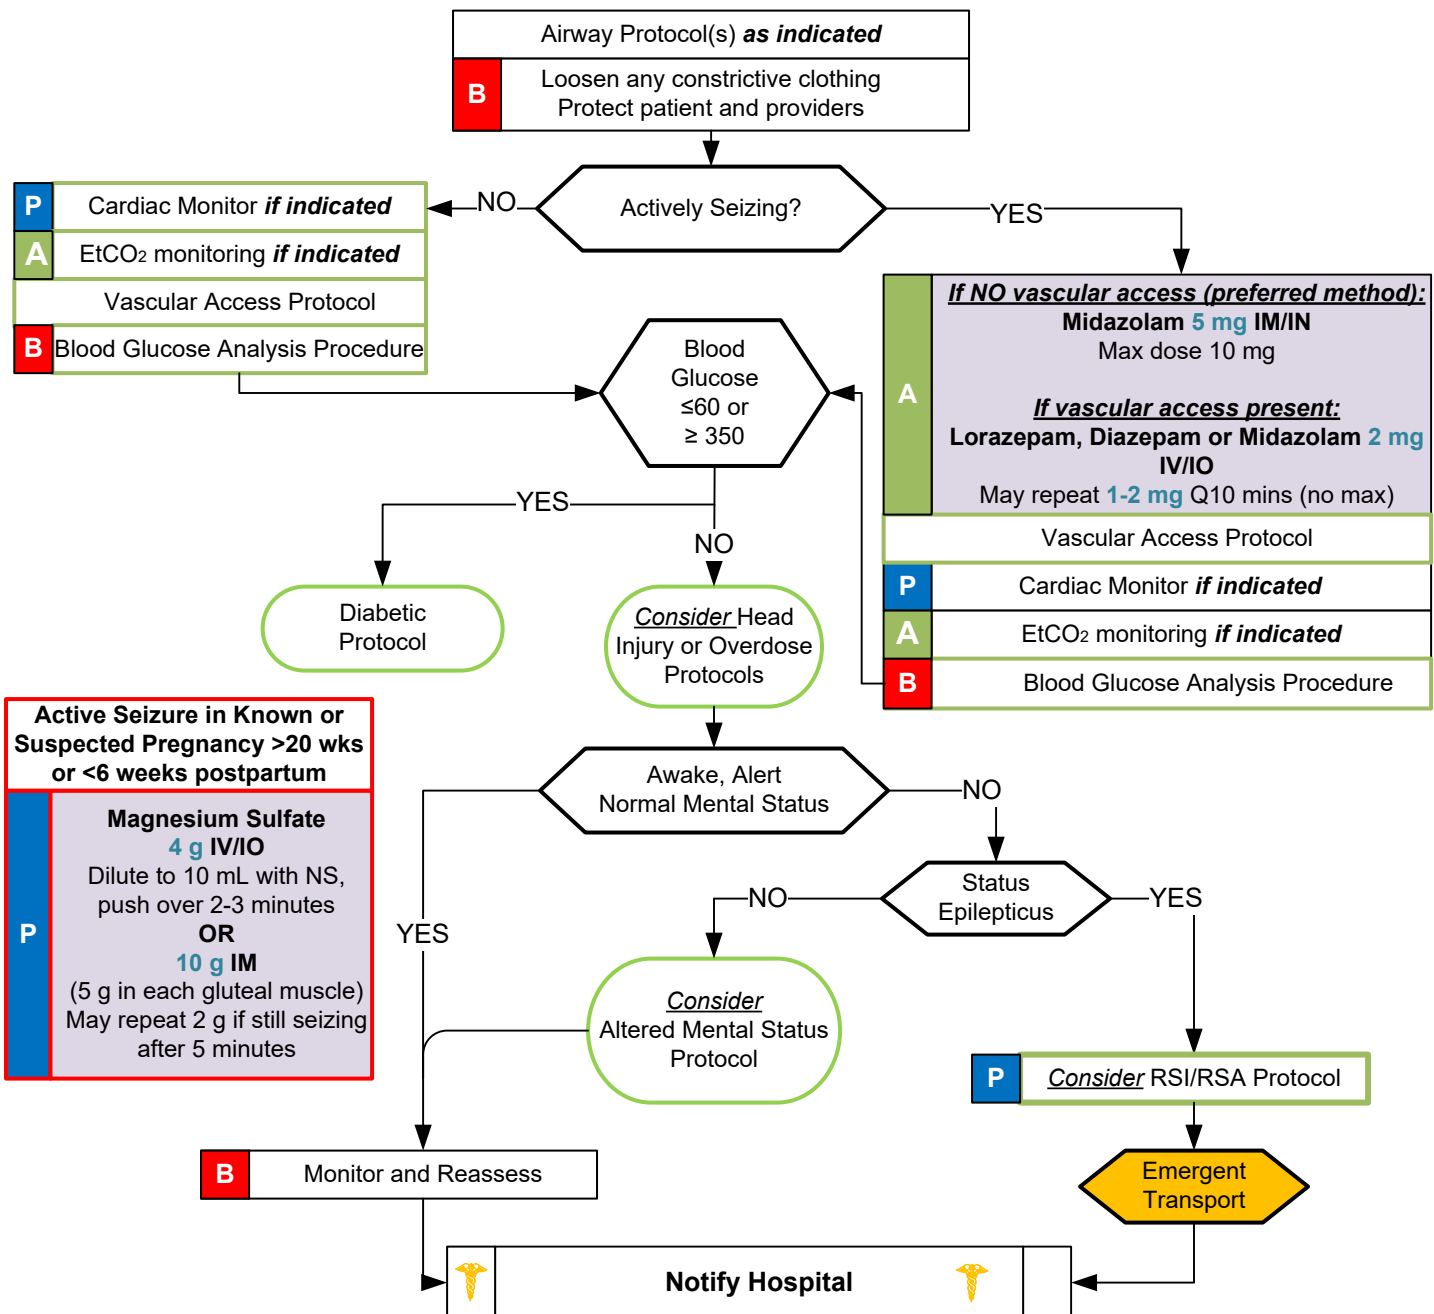 Airway Protocol(s) as indicated
B
Loosen any constrictive clothing
Protect patient and providers
Actively Seizing?
NO
YES
P
Cardiac Monitor if indicated
A
EtCO2 monitoring if indicated
Vascular Access Protocol
B
Blood Glucose Analysis Procedure
A
If NO vascular access (preferred method):
Midazolam 5 mg IM/IN
Max dose 10 mg
If vascular access present:
Lorazepam, Diazepam or Midazolam 2 mg
IV/IO
May repeat 1-2 mg Q10 mins (no max)
Vascular Access Protocol
P
Cardiac Monitor if indicated
A
EtCO2 monitoring if indicated
B
Blood Glucose Analysis Procedure
Blood
Glucose
≤60 or
≥ 350
YES
NO
Diabetic
Protocol
Consider Head
Injury or Overdose
Protocols
Active Seizure in Known or
Suspected Pregnancy >20 wks
or <6 weeks postpartum
P
Magnesium Sulfate
4 g IV/IO
Dilute to 10 mL with NS,
push over 2-3 minutes
OR
10 g IM
(5 g in each gluteal muscle)
May repeat 2 g if still seizing
after 5 minutes
Awake, Alert
Normal Mental Status
NO
YES
Status
Epilepticus
NO
YES
Consider
Altered Mental Status
Protocol
P
Consider RSI/RSA Protocol
B
Monitor and Reassess
Emergent
Transport
Notify Hospital